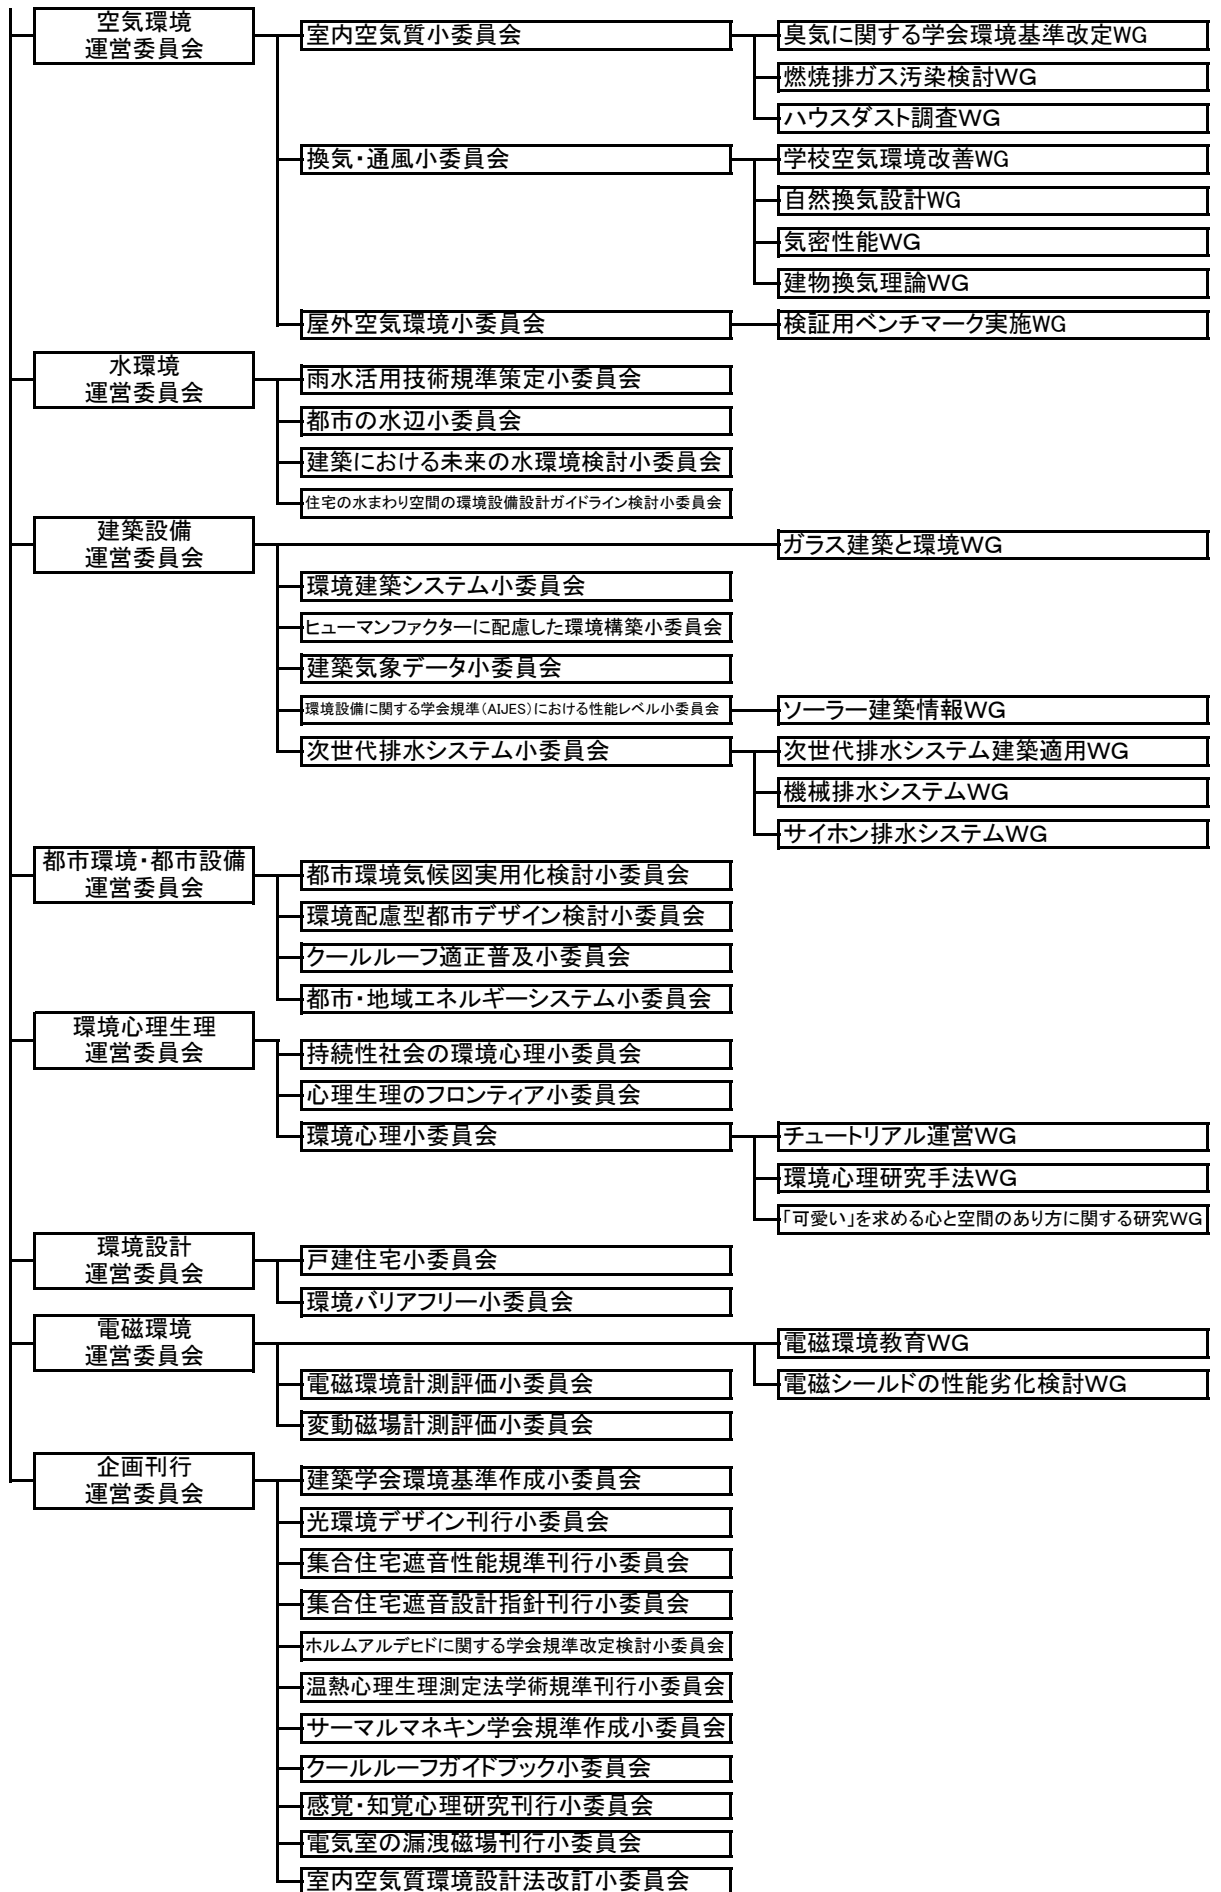 空気環境
運営委員会
室内空気質小委員会
臭気に関する学会環境基準改定WG
燃焼排ガス汚染検討WG
ハウスダスト調査WG
換気・通風小委員会
学校空気環境改善WG
自然換気設計WG
気密性能WG
建物換気理論WG
屋外空気環境小委員会
検証用ベンチマーク実施WG
水環境
運営委員会
雨水活用技術規準策定小委員会
都市の水辺小委員会
建築における未来の水環境検討小委員会
住宅の水まわり空間の環境設備設計ガイドライン検討小委員会
建築設備
運営委員会
ガラス建築と環境WG
環境建築システム小委員会
ヒューマンファクターに配慮した環境構築小委員会
建築気象データ小委員会
環境設備に関する学会規準（AIJES）における性能レベル小委員会
ソーラー建築情報WG
次世代排水システム小委員会
次世代排水システム建築適用WG
機械排水システムWG
サイホン排水システムWG
都市環境・都市設備
運営委員会
都市環境気候図実用化検討小委員会
環境配慮型都市デザイン検討小委員会
クールルーフ適正普及小委員会
都市・地域エネルギーシステム小委員会
環境心理生理
運営委員会
持続性社会の環境心理小委員会
心理生理のフロンティア小委員会
環境心理小委員会
チュートリアル運営WG
環境心理研究手法WG
「可愛い」を求める心と空間のあり方に関する研究WG
環境設計
運営委員会
戸建住宅小委員会
環境バリアフリー小委員会
電磁環境
運営委員会
電磁環境教育WG
電磁シールドの性能劣化検討WG
電磁環境計測評価小委員会
変動磁場計測評価小委員会
企画刊行
運営委員会
建築学会環境基準作成小委員会
光環境デザイン刊行小委員会
集合住宅遮音性能規準刊行小委員会
集合住宅遮音設計指針刊行小委員会
ホルムアルデヒドに関する学会規準改定検討小委員会
温熱心理生理測定法学術規準刊行小委員会
サーマルマネキン学会規準作成小委員会
クールルーフガイドブック小委員会
感覚・知覚心理研究刊行小委員会
電気室の漏洩磁場刊行小委員会
室内空気質環境設計法改訂小委員会